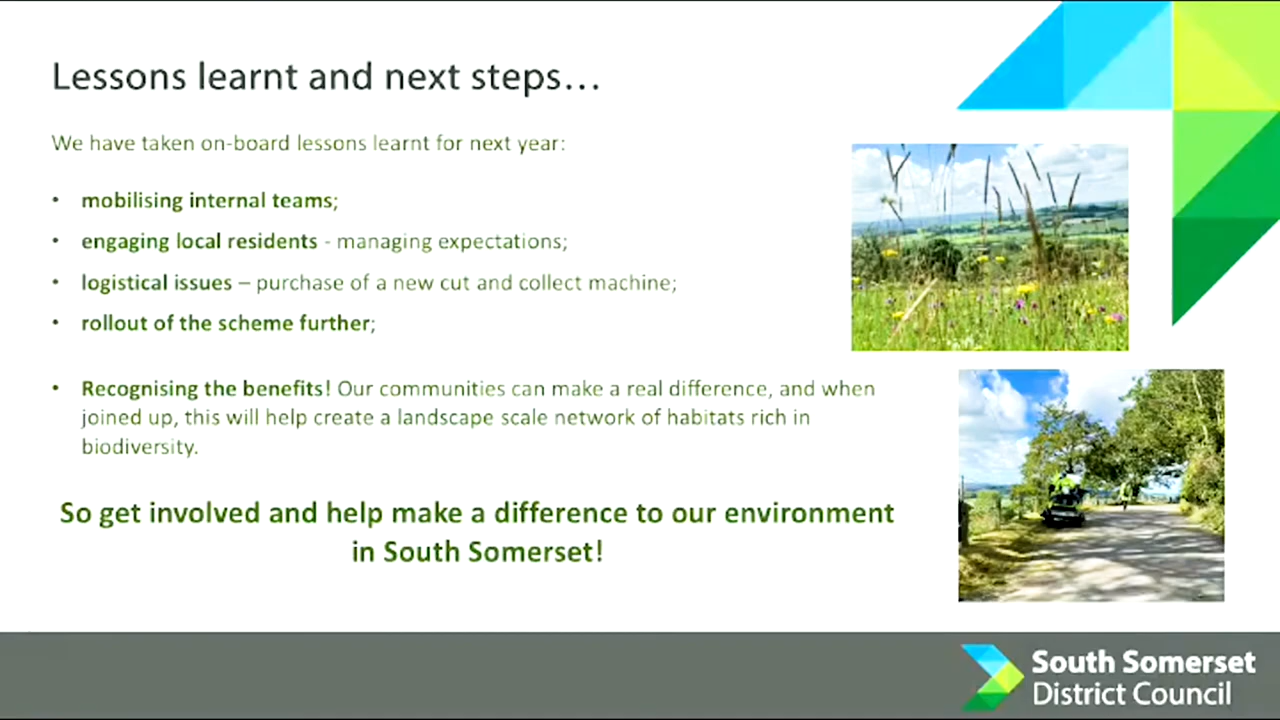 Lessons learnt and next steps…
We have taken on-board lessons learnt for next year:
• mobilising internal teams;
• engaging local residents - managing expectations;
• logistical issues – purchase of a new cut and collect machine;
• rollout of the scheme further;
• Recognising the benefits! Our communities can make a real difference, and when
joined up, this will help create a landscape scale network of habitats rich in
biodiversity.
So get involved and help make a difference to our environment
in South Somerset!
South Somerset
District Council